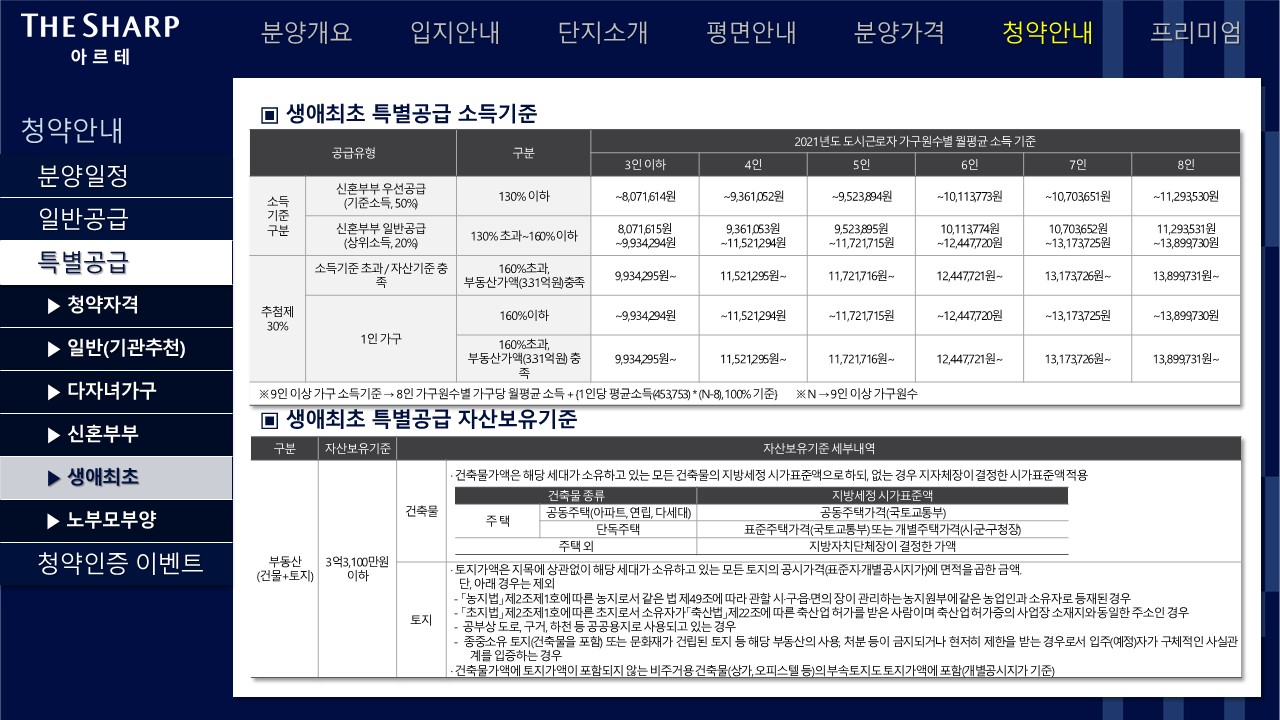 THE SHARP
아르테
분양개요 입지안내 단지소개 평면안내 분양가격 청약안내 프리미엄
청약안내
분양일정
일반공급
특별공급
▶ 청약자격
▶ 일반(기관추천)
▶ 다자녀가구
▶ 신혼부부
▶ 생애최초
▶ 노부모부양
청약인증 이벤트
▣ 생애최초 특별공급 소득기준
공급유형 구분 2021년도 도시근로자 가구원수별 월평균 소득 기준
3인 이하 4인 5인 6인 7인 8인
소득
기준
구분
신혼부부 우선공급
(기준소득, 50%)
130% 이하 ~8,071,614원 ~9,361,052원 ~9,523,894원 ~10,113,773원 ~10,703,651원 ~11,293,530원
신혼부부 일반공급
(상위소득, 20%)
130% 초과~160%이하
8,071,615원 9,361,053원 9,523,895원 10,113,774원 10,703,652원 11,293,531원
~9,934,294원 ~11,521,294원 ~11,721,715원 ~12,447,720원 ~13,173,725원 ~13,899,730원
추첨제
30%
소득기준 초과 / 자산기준 충
족
160%초과,
부동산가액(3.31억원)충족
9,934,295원~ 11,521,295원~ 11,721,716원~ 12,447,721원~ 13,173,726원~ 13,899,731원~
1인 가구
160%이하 ~9,934,294원 ~11,521,294원 ~11,721,715원 ~12,447,720원 ~13,173,725원 ~13,899,730원
160%초과,
부동산가액(3.31억원) 충
족
9,934,295원~ 11,521,295원~ 11,721,716원~ 12,447,721원~ 13,173,726원~ 13,899,731원~
※ 9인 이상 가구 소득기준 → 8인 가구원수별 가구당 월평균 소득 + {1인당 평균소득(453,753) * (N-8), 100% 기준} ※ N → 9인 이상 가구원수
▣ 생애최초 특별공급 자산보유기준
구분 자산보유기준 자산보유기준 세부내역
부동산
(건물+토지)
3억3,100만원
이하
건축물
· 건축물가액은 해당 세대가 소유하고 있는 모든 건축물의 지방세정 시가표준액으로 하되, 없는 경우 지자체장이 결정한 시가표준액 적용
건축물 종류 지방세정 시가표준액
주 택 공동주택(아파트, 연립, 다세대) 공동주택가격(국토교통부)
단독주택 표준주택가격(국토교통부) 또는 개별주택가격(시·군·구청장)
주택 외 지방자치단체장이 결정한 가액
토지
· 토지가액은 지목에 상관없이 해당 세대가 소유하고 있는 모든 토지의 공시가격(표준자·개별공시지가)에 면적을 곱한 금액.
단, 아래 경우는 제외
- 「농지법」제2조제1호에 따른 농지로서 같은 법 제49조에 따라 관할 시·구·읍·면의 장이 관리하는 농지원부에 같은 농업인과 소유자로 등재된 경우
- 「초지법」제2조제1호에 따른 초지로서 소유자가「축산법」제22조에 따른 축산업 허가를 받은 사람이며 축산업 허가증의 사업장 소재지와 동일한 주소인 경우
- 공부상 도로, 구거, 하천 등 공공용지로 사용되고 있는 경우
- 종중소유 토지(건축물을 포함) 또는 문화재가 건립된 토지 등 해당 부동산의 사용, 처분 등이 금지되거나 현저히 제한을 받는 경우로서 입주(예정)자가 구체적인 사실관
계를 입증하는 경우
· 건축물가액에 토지가액이 포함되지 않는 비주거용 건축물(상가, 오피스텔 등)의 부속토지도 토지가액에 포함(개별공시지가 기준)